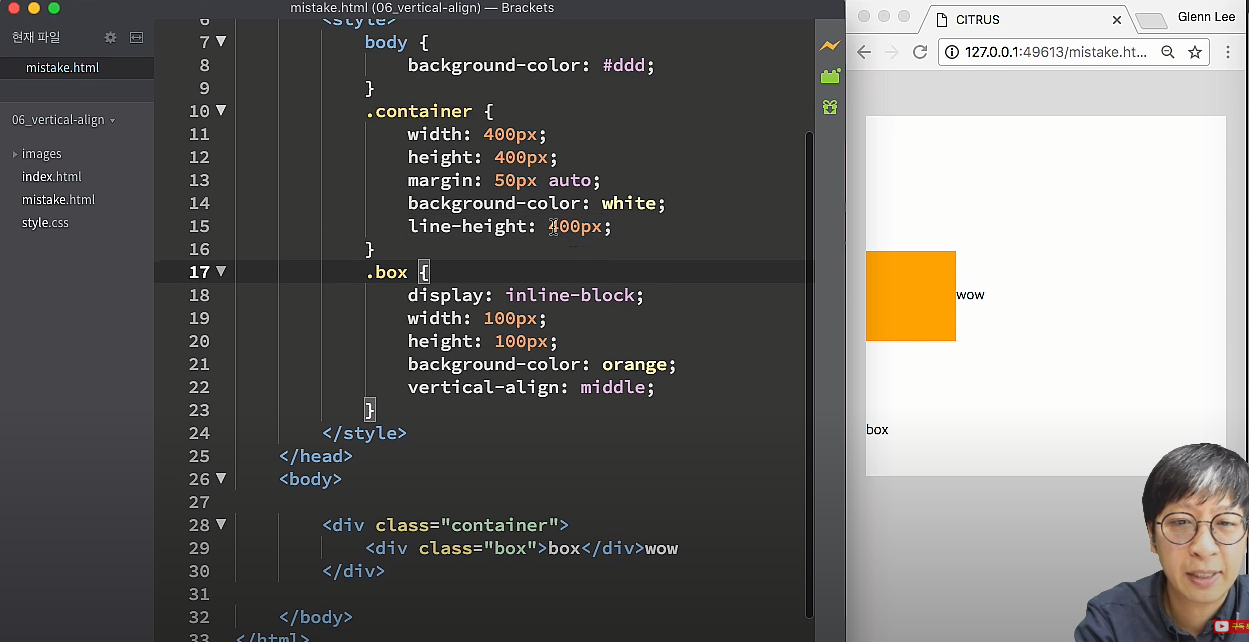 mistake.html (06_vertical-align) — Brackets
현재 파일
mistake.html
06_vertical-align
images
index.html
mistake.html
style.css
6 <style>
7 body {
8 background-color: #ddd;
9 }
10 .container {
11 width: 400px;
12 height: 400px;
13 margin: 50px auto;
14 background-color: white;
15 line-height: 400px;
16 }
17 .box {
18 display: inline-block;
19 width: 100px;
20 height: 100px;
21 background-color: orange;
22 vertical-align: middle;
23 }
24 </style>
25 </head>
26 <body>
27
28 <div class="container">
29 <div class="box">box</div>wow
30 </div>
31
32 </body>
33 </html>
CITRUS
Glenn Lee
127.0.0.1:49613/mistake.ht...
wow
box
구독